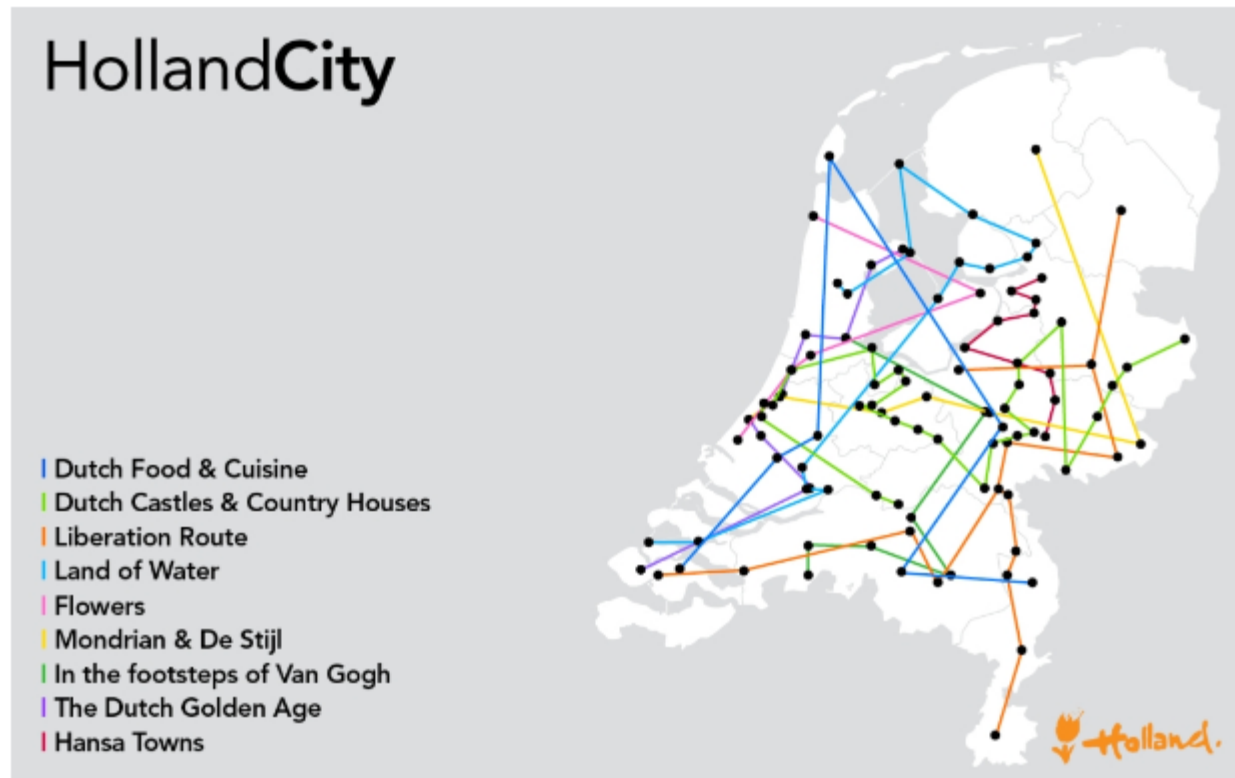 HollandCity
Dutch Food & Cuisine
Dutch Castles & Country Houses
Liberation Route
Land of Water
Flowers
Mondrian & De Stijl
In the footsteps of Van Gogh
The Dutch Golden Age
Hansa Towns
Holland.